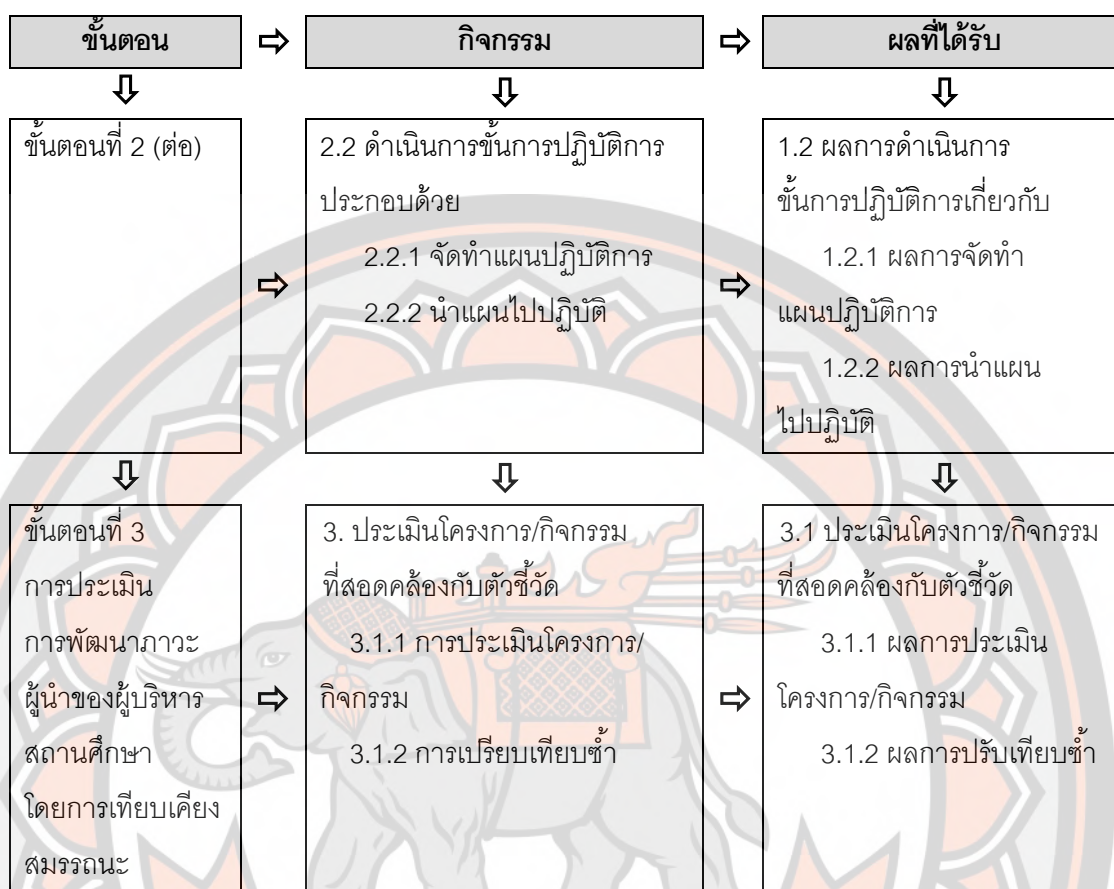 ขั้นตอน
กิจกรรม
ผลที่ได้รับ
ขั้นตอนที่ 2 (ต่อ)
2.2 ดำเนินการขั้นการปฏิบัติการ
ประกอบด้วย
2.2.1 จัดทำแผนปฏิบัติการ
2.2.2 นำแผนไปปฏิบัติ
1.2 ผลการดำเนินการ
ขั้นการปฏิบัติการเกี่ยวกับ
1.2.1 ผลการจัดทำ
แผนปฏิบัติการ
1.2.2 ผลการนำแผน
ไปปฏิบัติ
ขั้นตอนที่ 3
การประเมิน
การพัฒนาภาวะ
ผู้นำของผู้บริหาร
สถานศึกษา
โดยการเทียบเคียง
สมรรถนะ
3. ประเมินโครงการ/กิจกรรม
ที่สอดคล้องกับตัวชี้วัด
3.1.1 การประเมินโครงการ/
กิจกรรม
3.1.2 การเปรียบเทียบซ้ำ
3.1 ประเมินโครงการ/กิจกรรม
ที่สอดคล้องกับตัวชี้วัด
3.1.1 ผลการประเมิน
โครงการ/กิจกรรม
3.1.2 ผลการปรับเทียบซ้ำ